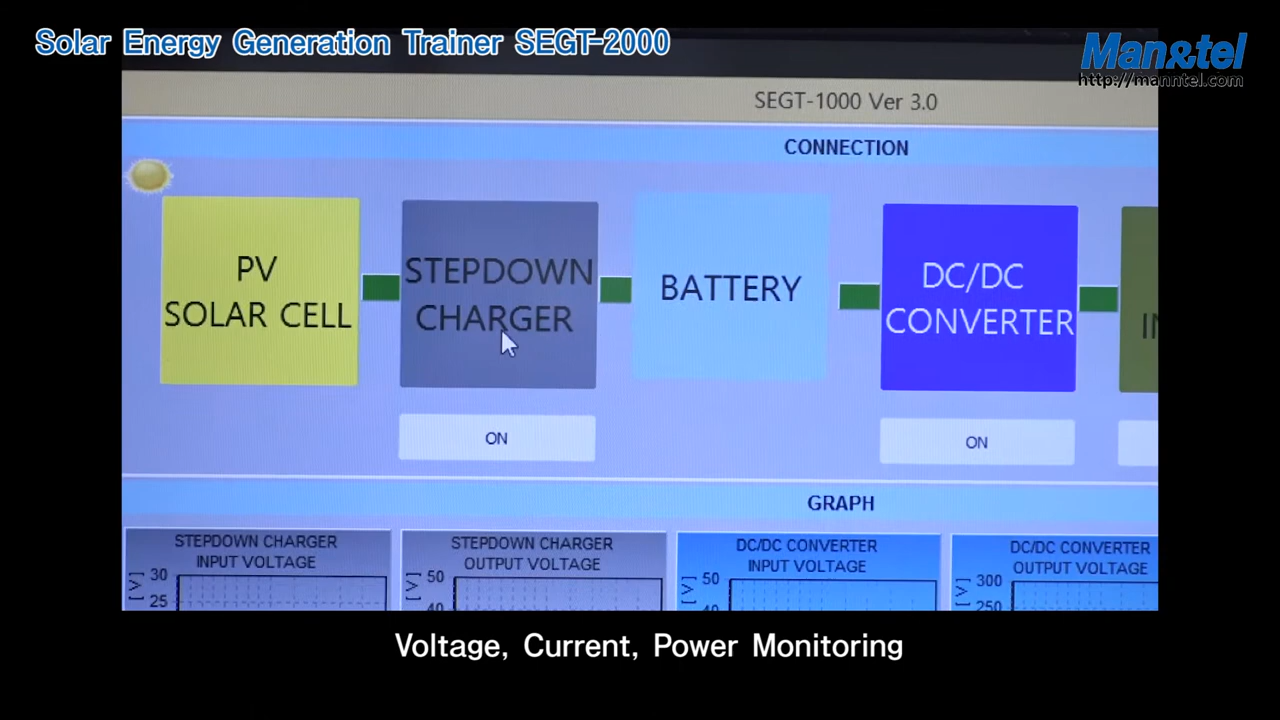 Solar Energy Generation Trainer SEGT-2000
Man&tel
http://manntel.com
SEGT-1000 Ver 3.0
CONNECTION
PV
SOLAR CELL
STEPDOWN
CHARGER
BATTERY
DC/DC
CONVERTER
ON
ON
GRAPH
STEPDOWN CHARGER
INPUT VOLTAGE
[V]
30
25
STEPDOWN CHARGER
OUTPUT VOLTAGE
[V]
50
40
DC/DC CONVERTER
INPUT VOLTAGE
[V]
50
40
DC/DC CONVERTER
OUTPUT VOLTAGE
[V]
300
250
Voltage, Current, Power Monitoring